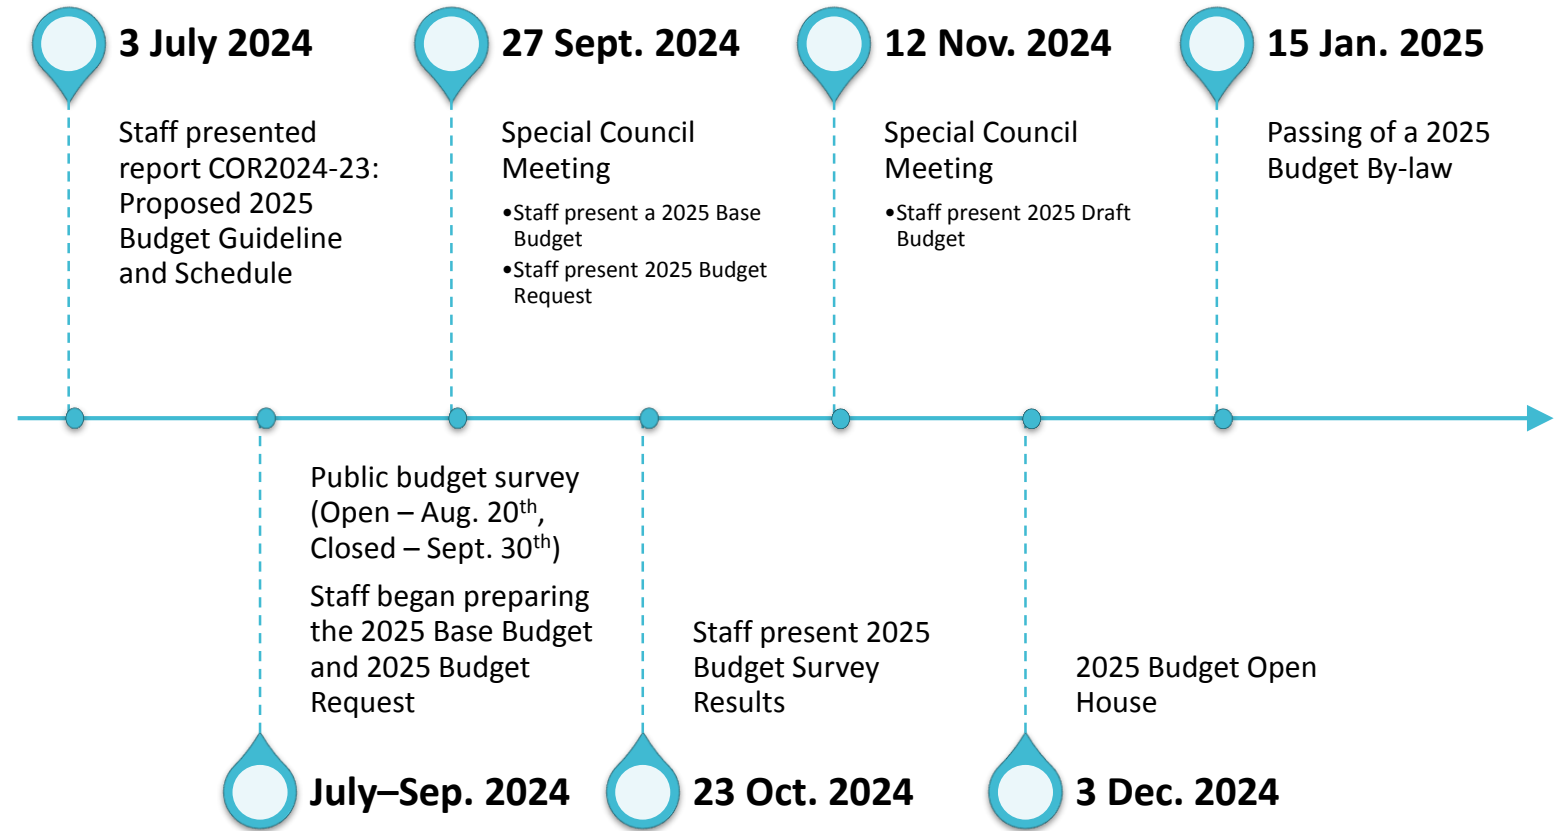 3 July 2024
Staff presented
report COR2024-23:
Proposed 2025
Budget Guideline
and Schedule
July–Sep. 2024
Public budget survey
(Open – Aug. 20th,
Closed – Sept. 30th)
Staff began preparing
the 2025 Base Budget
and 2025 Budget
Request
27 Sept. 2024
Special Council
Meeting
•Staff present a 2025 Base
Budget
•Staff present 2025 Budget
Request
23 Oct. 2024
Staff present 2025
Budget Survey
Results
12 Nov. 2024
Special Council
Meeting
•Staff present 2025 Draft
Budget
3 Dec. 2024
2025 Budget Open
House
15 Jan. 2025
Passing of a 2025
Budget By-law